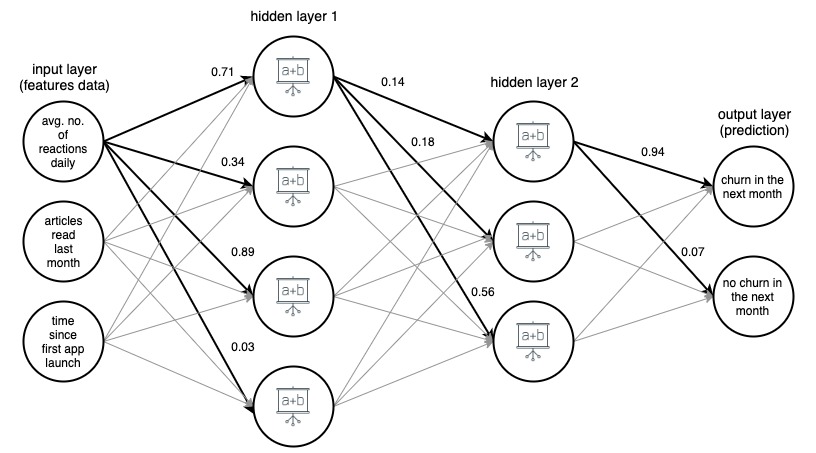 hidden layer 1
input layer
(features data)
avg. no.
of
reactions
daily
articles
read
last
month
time
since
first app
launch
0.71
0.34
0.89
0.03
a+b
a+b
a+b
a+b
0.14
0.18
0.56
hidden layer 2
a+b
a+b
a+b
0.94
0.07
output layer
(prediction)
churn in the
next month
no churn in
the next
month